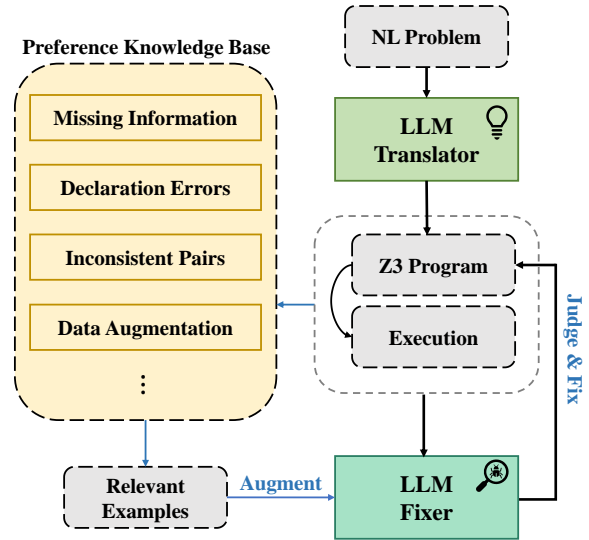 Preference Knowledge Base
Missing Information
Declaration Errors
Inconsistent Pairs
Data Augmentation
⋮
NL Problem
LLM
Translator
Z3 Program
Execution
Judge & Fix
Relevant
Examples
Augment
LLM
Fixer